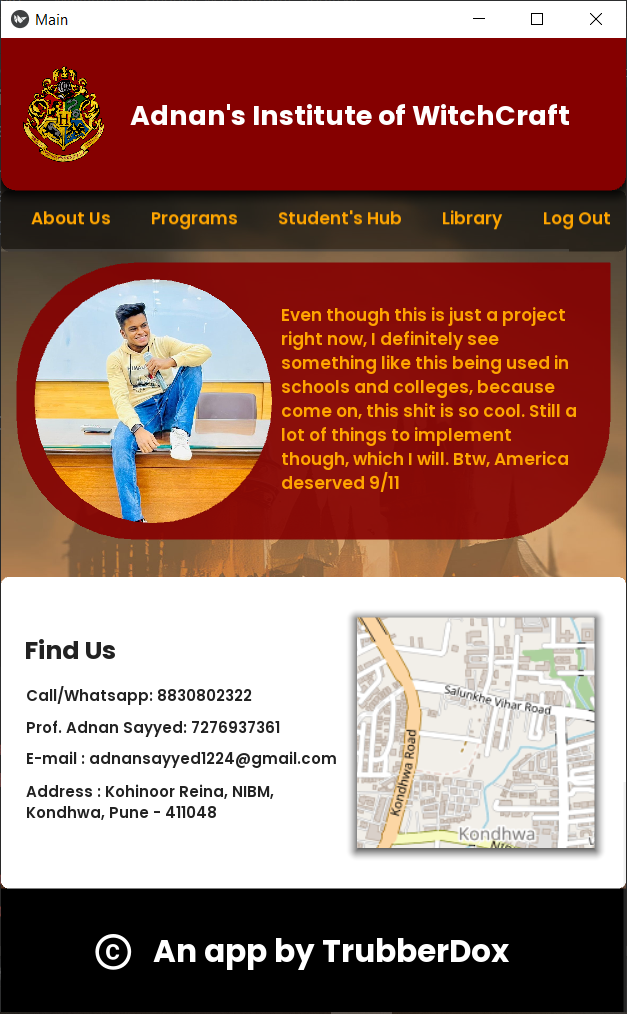 Main
Adnan's Institute of WitchCraft
About Us Programs Student's Hub Library Log Out
Even though this is just a project
right now, I definitely see
something like this being used in
schools and colleges, because
come on, this shit is so cool. Still a
lot of things to implement
though, which I will. Btw, America
deserved 9/11
Find Us
Call/Whatsapp: 8830802322
Prof. Adnan Sayyed: 7276937361
E-mail : adnansayyed1224@gmail.com
Address : Kohinoor Reina, NIBM,
Kondhwa, Pune - 411048
Salunkhe Vihar Road
Kondhwa Road
Kondhwa
© An app by TrubberDox